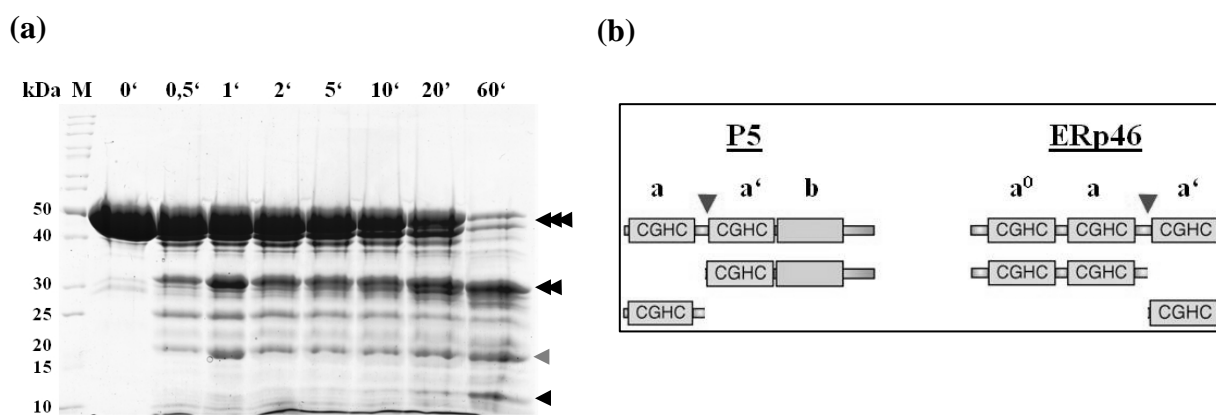 (a)
(b)
kDa M 0‘ 0,5‘ 1‘ 2‘ 5‘ 10‘ 20’ 60‘
50
40
30
25
20
15
10
P5 ERp46
a a‘ b a⁰ a a‘
CGHC CGHC CGHC CGHC CGHC
CGHC CGHC CGHC
CGHC CGHC